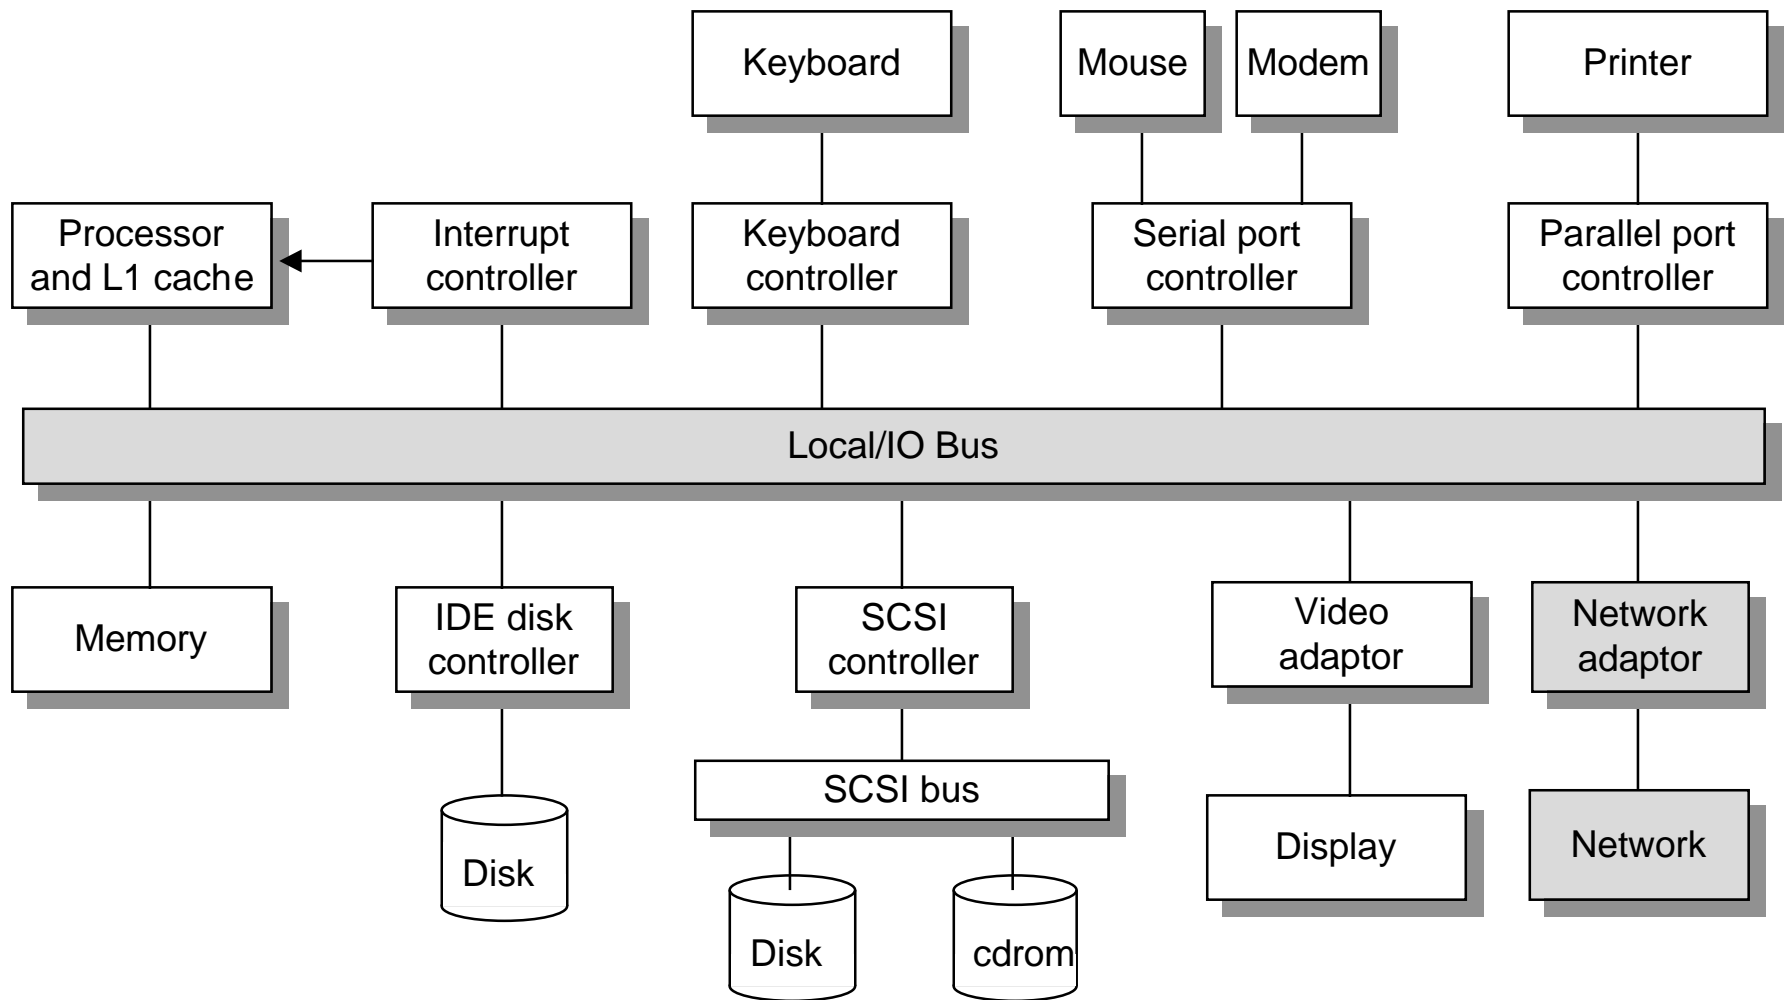 Keyboard
Mouse
Modem
Printer
Processor
and L1 cache
Interrupt
controller
Keyboard
controller
Serial port
controller
Parallel port
controller
Local/IO Bus
Memory
IDE disk
controller
SCSI
controller
Video
adaptor
Network
adaptor
SCSI bus
Disk
Display
Network
Disk
cdrom